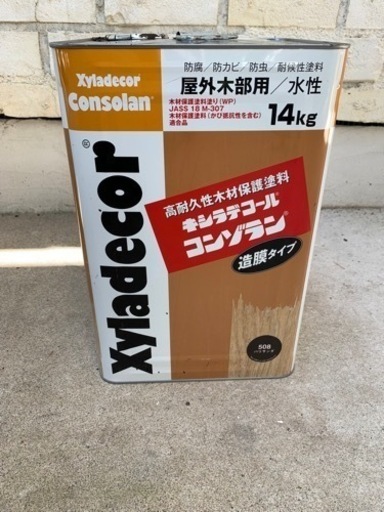 Xyladecor
Consolan®
防腐／防カビ／防虫／耐候性塗料
屋外木部用／水性
木材保護塗料塗り(WP)
JASS 18 M-307
木材保護塗料(かび抵抗性を含む)
適合品
14kg
Xyladecor®
高耐久性木材保護塗料
キシラデコール®
コンゾラン®
造膜タイプ
508